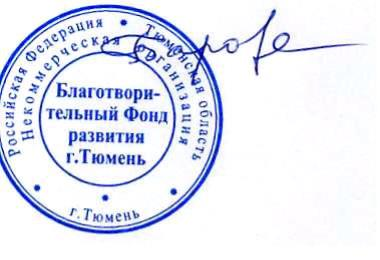 Российская Федерация • Тюменская область
Некоммерческая организация
Благотвори-
тельный Фонд
развития
г.Тюмень
г.Тюмень